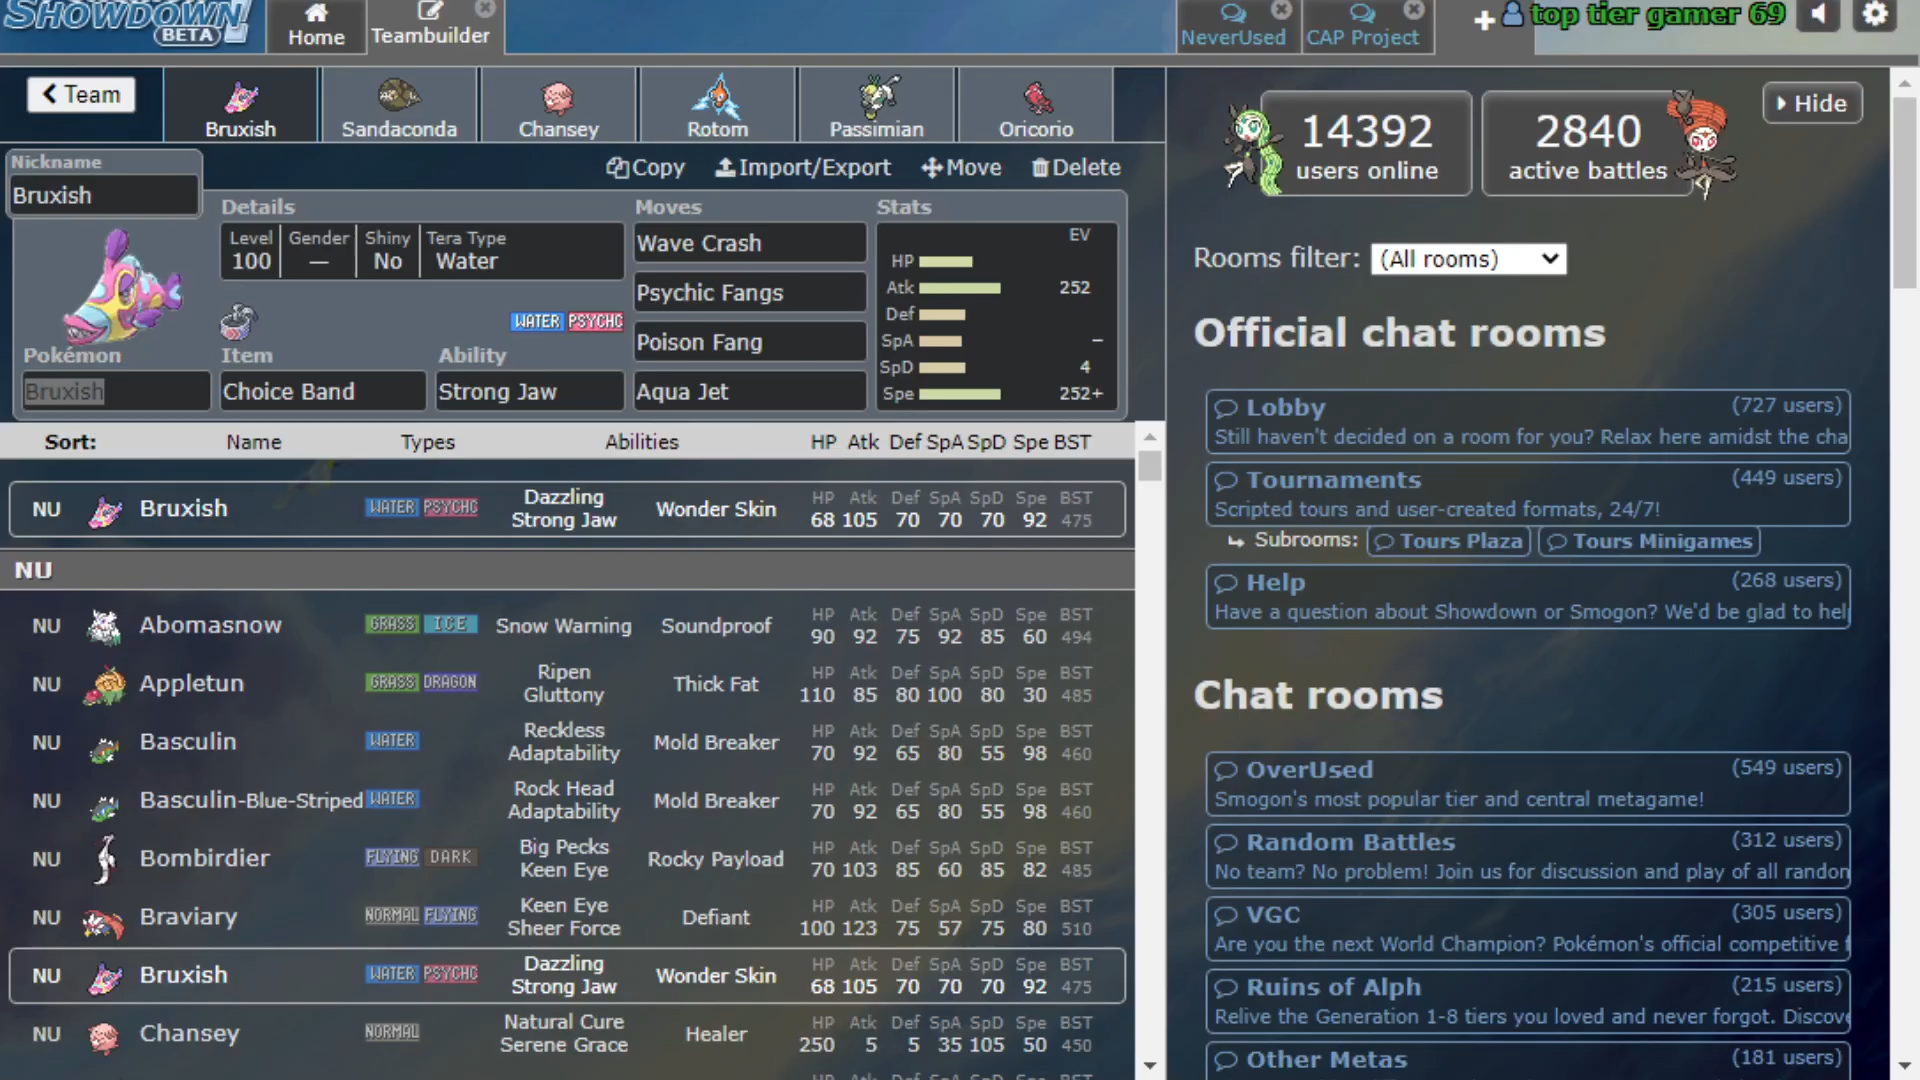 SHOWDOWN!
BETA
Home
Teambuilder
NeverUsed
CAP Project
top tier gamer 69
Team
Bruxish
Sandaconda
Chansey
Rotom
Passimian
Oricorio
Nickname
Bruxish
Copy
Import/Export
Move
Delete
Details
Level
100
Gender
—
Shiny
No
Tera Type
Water
WATER PSYCHC
Pokémon
Bruxish
Item
Choice Band
Ability
Strong Jaw
Moves
Wave Crash
Psychic Fangs
Poison Fang
Aqua Jet
Stats
EV
HP
Atk 252
Def
SpA –
SpD 4
Spe 252+
Sort: Name Types Abilities HP Atk Def SpA SpD Spe BST
NU Bruxish WATER PSYCHC Dazzling Strong Jaw Wonder Skin HP 68 Atk 105 Def 70 SpA 70 SpD 70 Spe 92 BST 475
NU
NU Abomasnow GRASS ICE Snow Warning Soundproof HP 90 Atk 92 Def 75 SpA 92 SpD 85 Spe 60 BST 494
NU Appletun GRASS DRAGON Ripen Gluttony Thick Fat HP 110 Atk 85 Def 80 SpA 100 SpD 80 Spe 30 BST 485
NU Basculin WATER Reckless Adaptability Mold Breaker HP 70 Atk 92 Def 65 SpA 80 SpD 55 Spe 98 BST 460
NU Basculin-Blue-Striped WATER Rock Head Adaptability Mold Breaker HP 70 Atk 92 Def 65 SpA 80 SpD 55 Spe 98 BST 460
NU Bombirdier FLYING DARK Big Pecks Keen Eye Rocky Payload HP 70 Atk 103 Def 85 SpA 60 SpD 85 Spe 82 BST 485
NU Braviary NORMAL FLYING Keen Eye Sheer Force Defiant HP 100 Atk 123 Def 75 SpA 57 SpD 75 Spe 80 BST 510
NU Bruxish WATER PSYCHC Dazzling Strong Jaw Wonder Skin HP 68 Atk 105 Def 70 SpA 70 SpD 70 Spe 92 BST 475
NU Chansey NORMAL Natural Cure Serene Grace Healer HP 250 Atk 5 Def 5 SpA 35 SpD 105 Spe 50 BST 450
HP Atk Def SpA SpD Spe BST
14392
users online
2840
active battles
Hide
Rooms filter: (All rooms)
Official chat rooms
Lobby (727 users)
Still haven't decided on a room for you? Relax here amidst the cha
Tournaments (449 users)
Scripted tours and user-created formats, 24/7!
Subrooms: Tours Plaza Tours Minigames
Help (268 users)
Have a question about Showdown or Smogon? We'd be glad to help
Chat rooms
OverUsed (549 users)
Smogon's most popular tier and central metagame!
Random Battles (312 users)
No team? No problem! Join us for discussion and play of all random
VGC (305 users)
Are you the next World Champion? Pokémon's official competitive f
Ruins of Alph (215 users)
Relive the Generation 1-8 tiers you loved and never forgot. Discove
Other Metas (181 users)